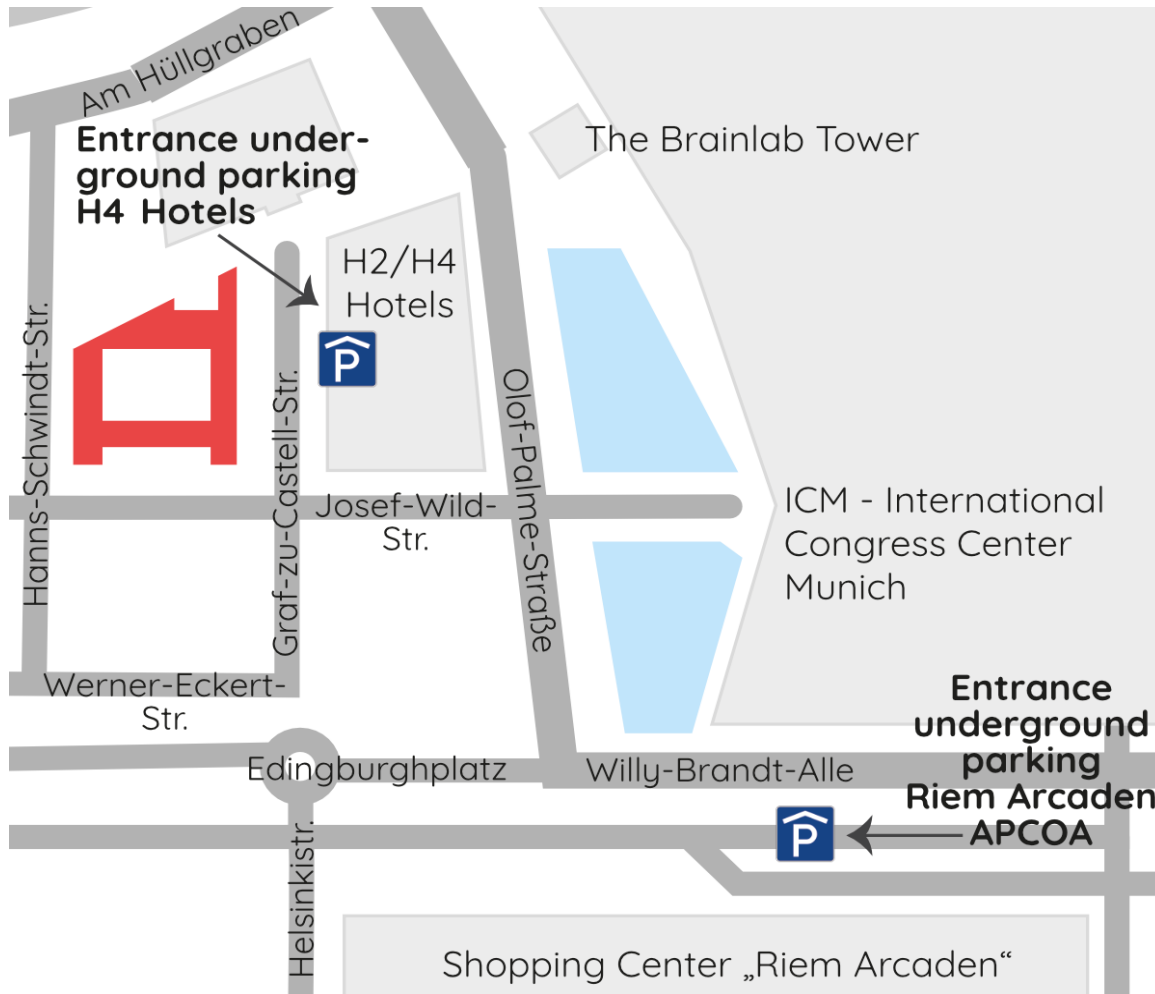 Am Hüllgraben
Entrance under-
ground parking
H4 Hotels
The Brainlab Tower
H2/H4
Hotels
P
Hanns-Schwindt-Str.
Graf-zu-Castell-Str.
Olof-Palme-Straße
Josef-Wild-
Str.
ICM - International
Congress Center
Munich
Werner-Eckert-
Str.
Entrance
underground
parking
Riem Arcaden
APCOA
Edingburghplatz
Willy-Brandt-Alle
P
Helsinkistr.
Shopping Center „Riem Arcaden“